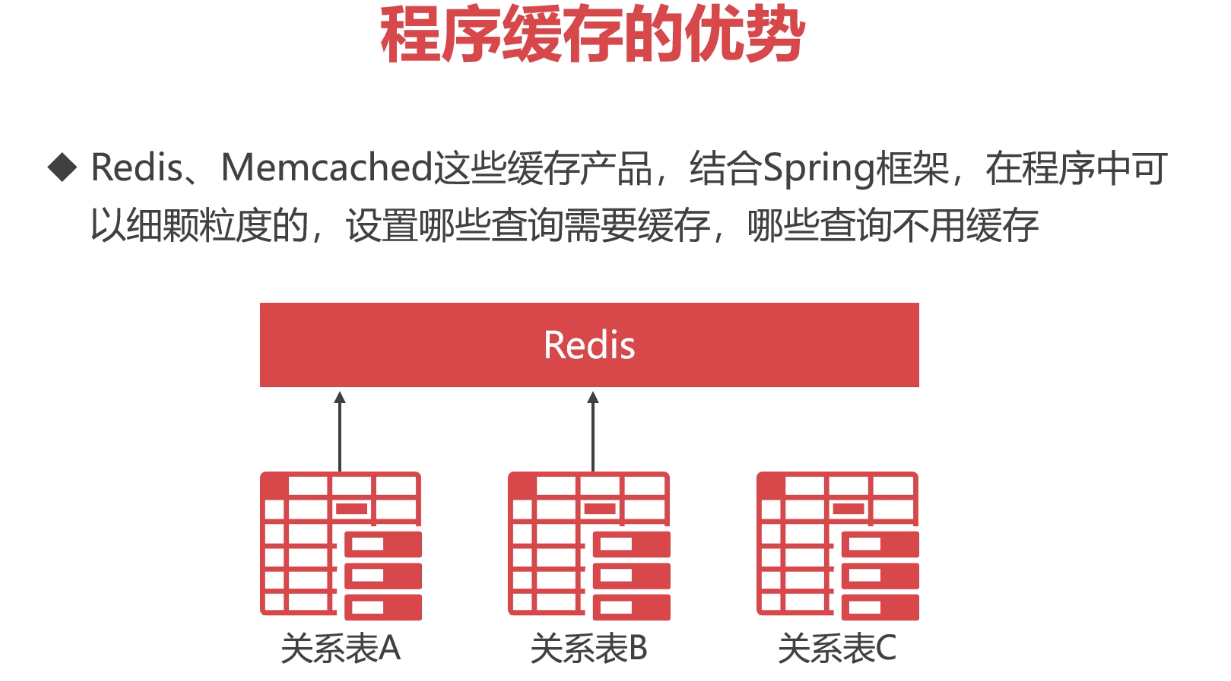 程序缓存的优势
◆ Redis、Memcached这些缓存产品，结合Spring框架，在程序中可
以细颗粒度的，设置哪些查询需要缓存，哪些查询不用缓存
Redis
关系表A
关系表B
关系表C